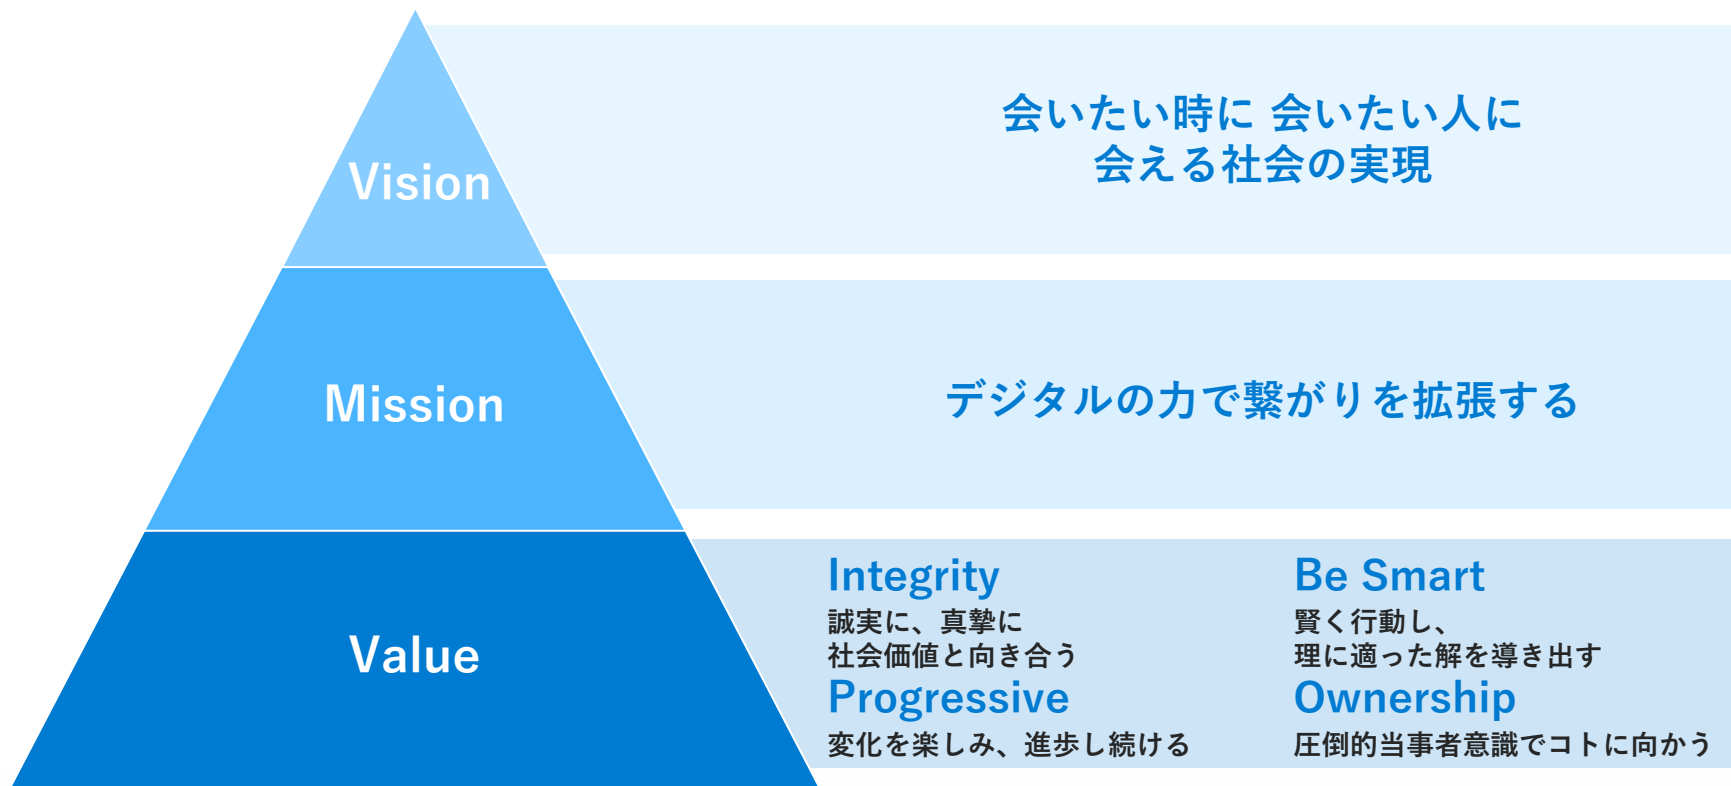 Vision
会いたい時に 会いたい人に
会える社会の実現
Mission
デジタルの力で繋がりを拡張する
Value
Integrity
誠実に、真摯に
社会価値と向き合う
Be Smart
賢く行動し、
理に適った解を導き出す
Progressive
変化を楽しみ、進歩し続ける
Ownership
圧倒的当事者意識でコトに向かう